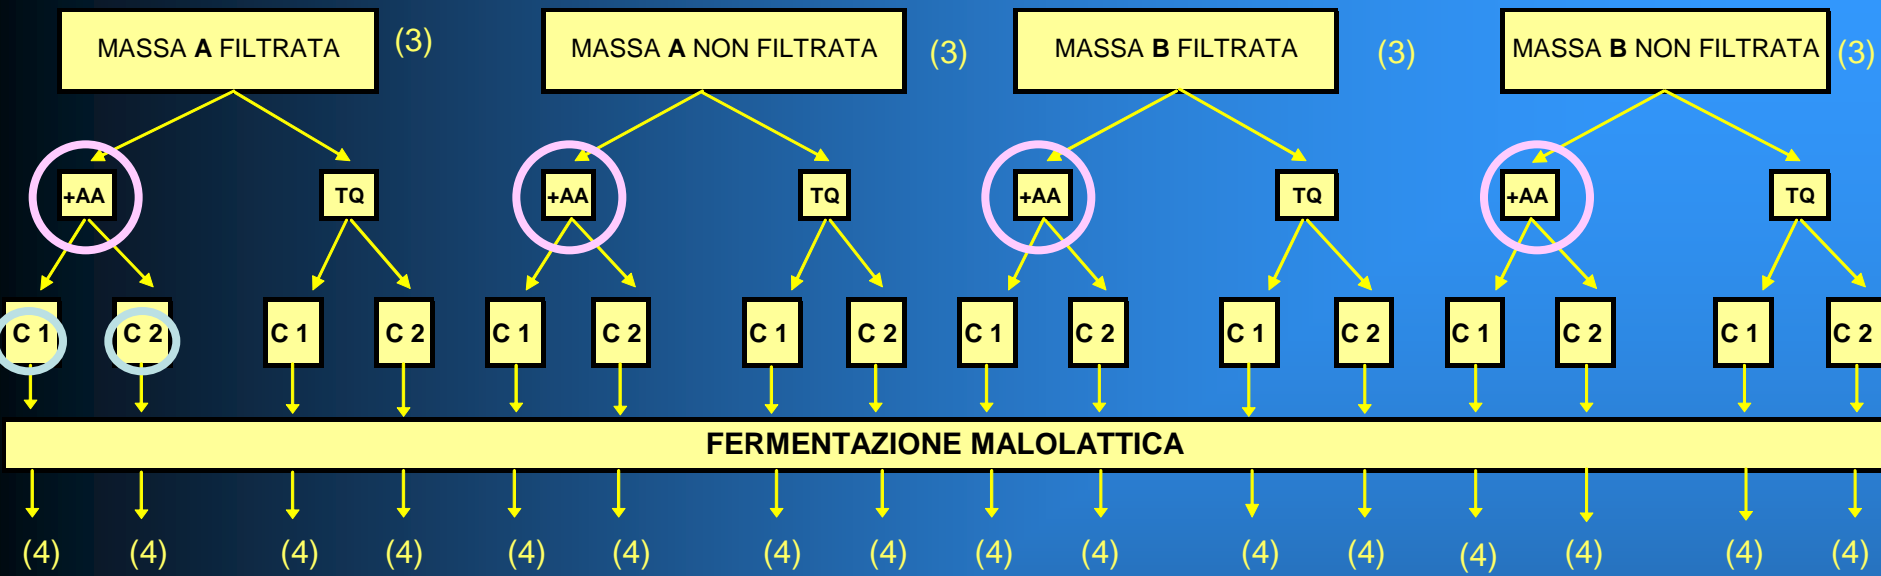 MASSA A FILTRATA (3) MASSA A NON FILTRATA (3) MASSA B FILTRATA (3) MASSA B NON FILTRATA (3)
+AA TQ +AA TQ +AA TQ +AA TQ
C 1 C 2 C 1 C 2 C 1 C 2 C 1 C 2 C 1 C 2 C 1 C 2 C 1 C 2 C 1 C 2
FERMENTAZIONE MALOLATTICA
(4) (4) (4) (4) (4) (4) (4) (4) (4) (4) (4) (4) (4) (4) (4) (4)